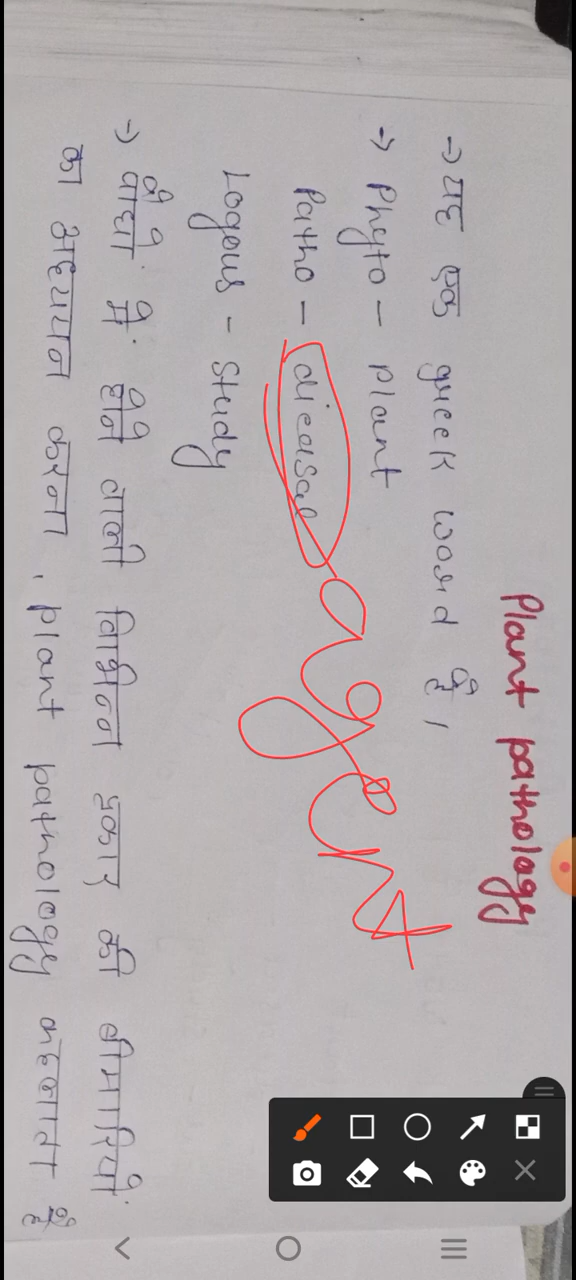 Plant pathology
→ यह एक greek word है,
→ Phyto - plant
Patho - dieasal agent
Logous - Study
→ पौधो में होने वाली विभिन्न प्रकार की बीमारियों
का अध्ययन करना, plant pathology कहलाता है